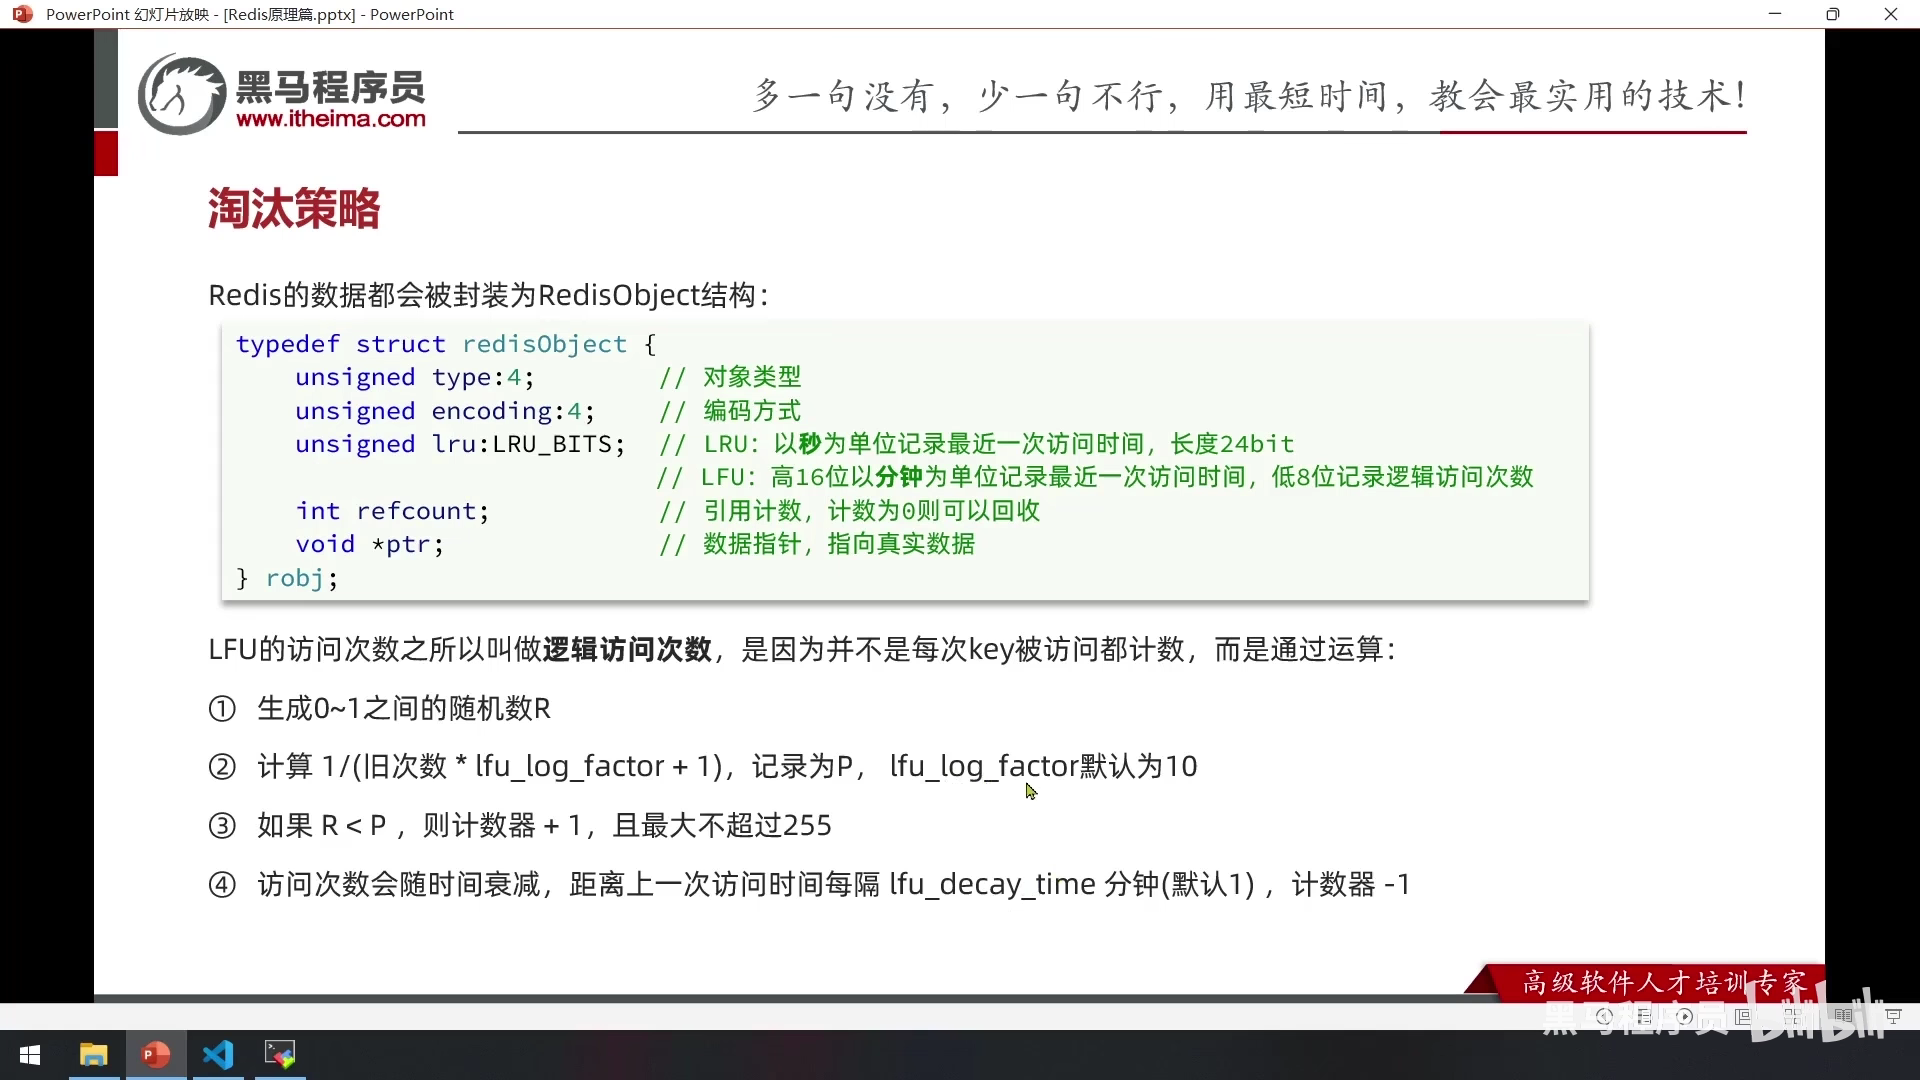 PowerPoint 幻灯片放映 - [Redis原理篇.pptx] - PowerPoint
黑马程序员
www.itheima.com
多一句没有，少一句不行，用最短时间，教会最实用的技术！
淘汰策略
Redis的数据都会被封装为RedisObject结构：
typedef struct redisObject {
unsigned type:4; // 对象类型
unsigned encoding:4; // 编码方式
unsigned lru:LRU_BITS; // LRU：以秒为单位记录最近一次访问时间，长度24bit
// LFU：高16位以分钟为单位记录最近一次访问时间，低8位记录逻辑访问次数
int refcount; // 引用计数，计数为0则可以回收
void *ptr; // 数据指针，指向真实数据
} robj;
LFU的访问次数之所以叫做逻辑访问次数，是因为并不是每次key被访问都计数，而是通过运算：
① 生成0~1之间的随机数R
② 计算 1/(旧次数 * lfu_log_factor + 1)，记录为P， lfu_log_factor默认为10
③ 如果 R < P ，则计数器 + 1，且最大不超过255
④ 访问次数会随时间衰减，距离上一次访问时间每隔 lfu_decay_time 分钟(默认1) ，计数器 -1
高级软件人才培训专家
黑马程序员 bilibili